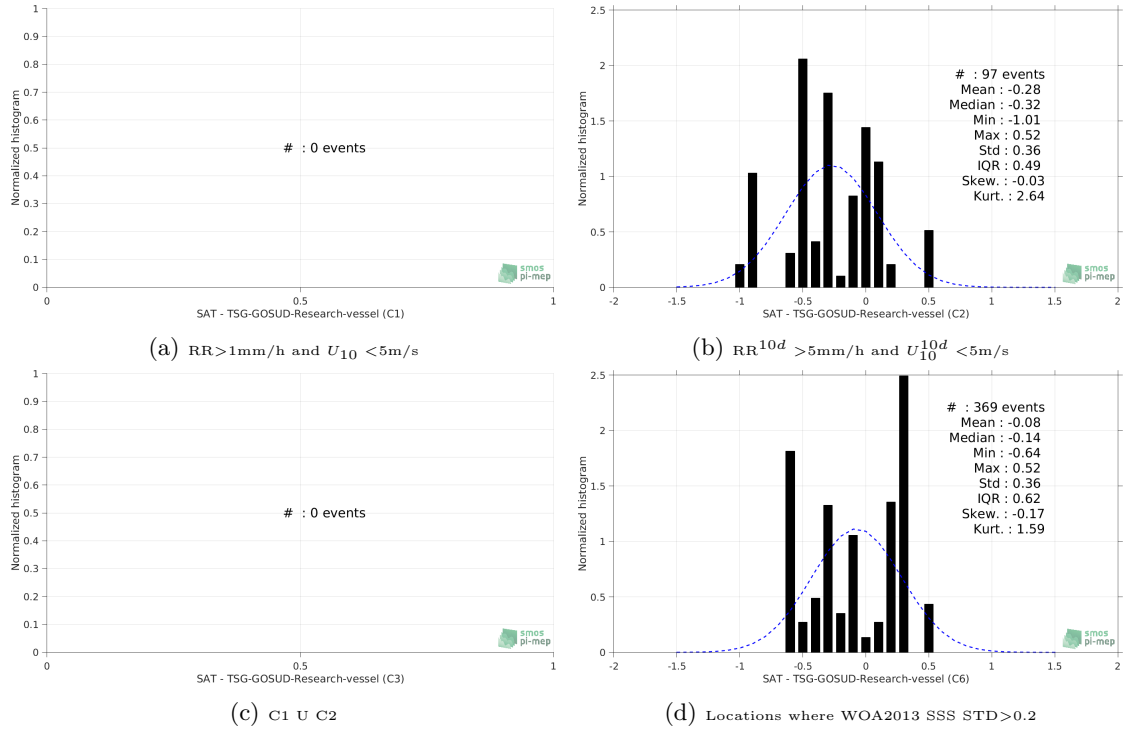 1
0.9
0.8
0.7
0.6
0.5
0.4
0.3
0.2
0.1
0
Normalized histogram
# : 0 events
smos
pi-mep
0 0.5 1
SAT - TSG-GOSUD-Research-vessel (C1)
(a) RR>1mm/h and U10 <5m/s
2.5
2
1.5
1
0.5
0
Normalized histogram
# : 97 events
Mean : -0.28
Median : -0.32
Min : -1.01
Max : 0.52
Std : 0.36
IQR : 0.49
Skew. : -0.03
Kurt. : 2.64
smos
pi-mep
-2 -1.5 -1 -0.5 0 0.5 1 1.5 2
SAT - TSG-GOSUD-Research-vessel (C2)
(b) RR^10d >5mm/h and U10^10d <5m/s
1
0.9
0.8
0.7
0.6
0.5
0.4
0.3
0.2
0.1
0
Normalized histogram
# : 0 events
smos
pi-mep
0 0.5 1
SAT - TSG-GOSUD-Research-vessel (C3)
(c) C1 U C2
2.5
2
1.5
1
0.5
0
Normalized histogram
# : 369 events
Mean : -0.08
Median : -0.14
Min : -0.64
Max : 0.52
Std : 0.36
IQR : 0.62
Skew. : -0.17
Kurt. : 1.59
smos
pi-mep
-2 -1.5 -1 -0.5 0 0.5 1 1.5 2
SAT - TSG-GOSUD-Research-vessel (C6)
(d) Locations where WOA2013 SSS STD>0.2